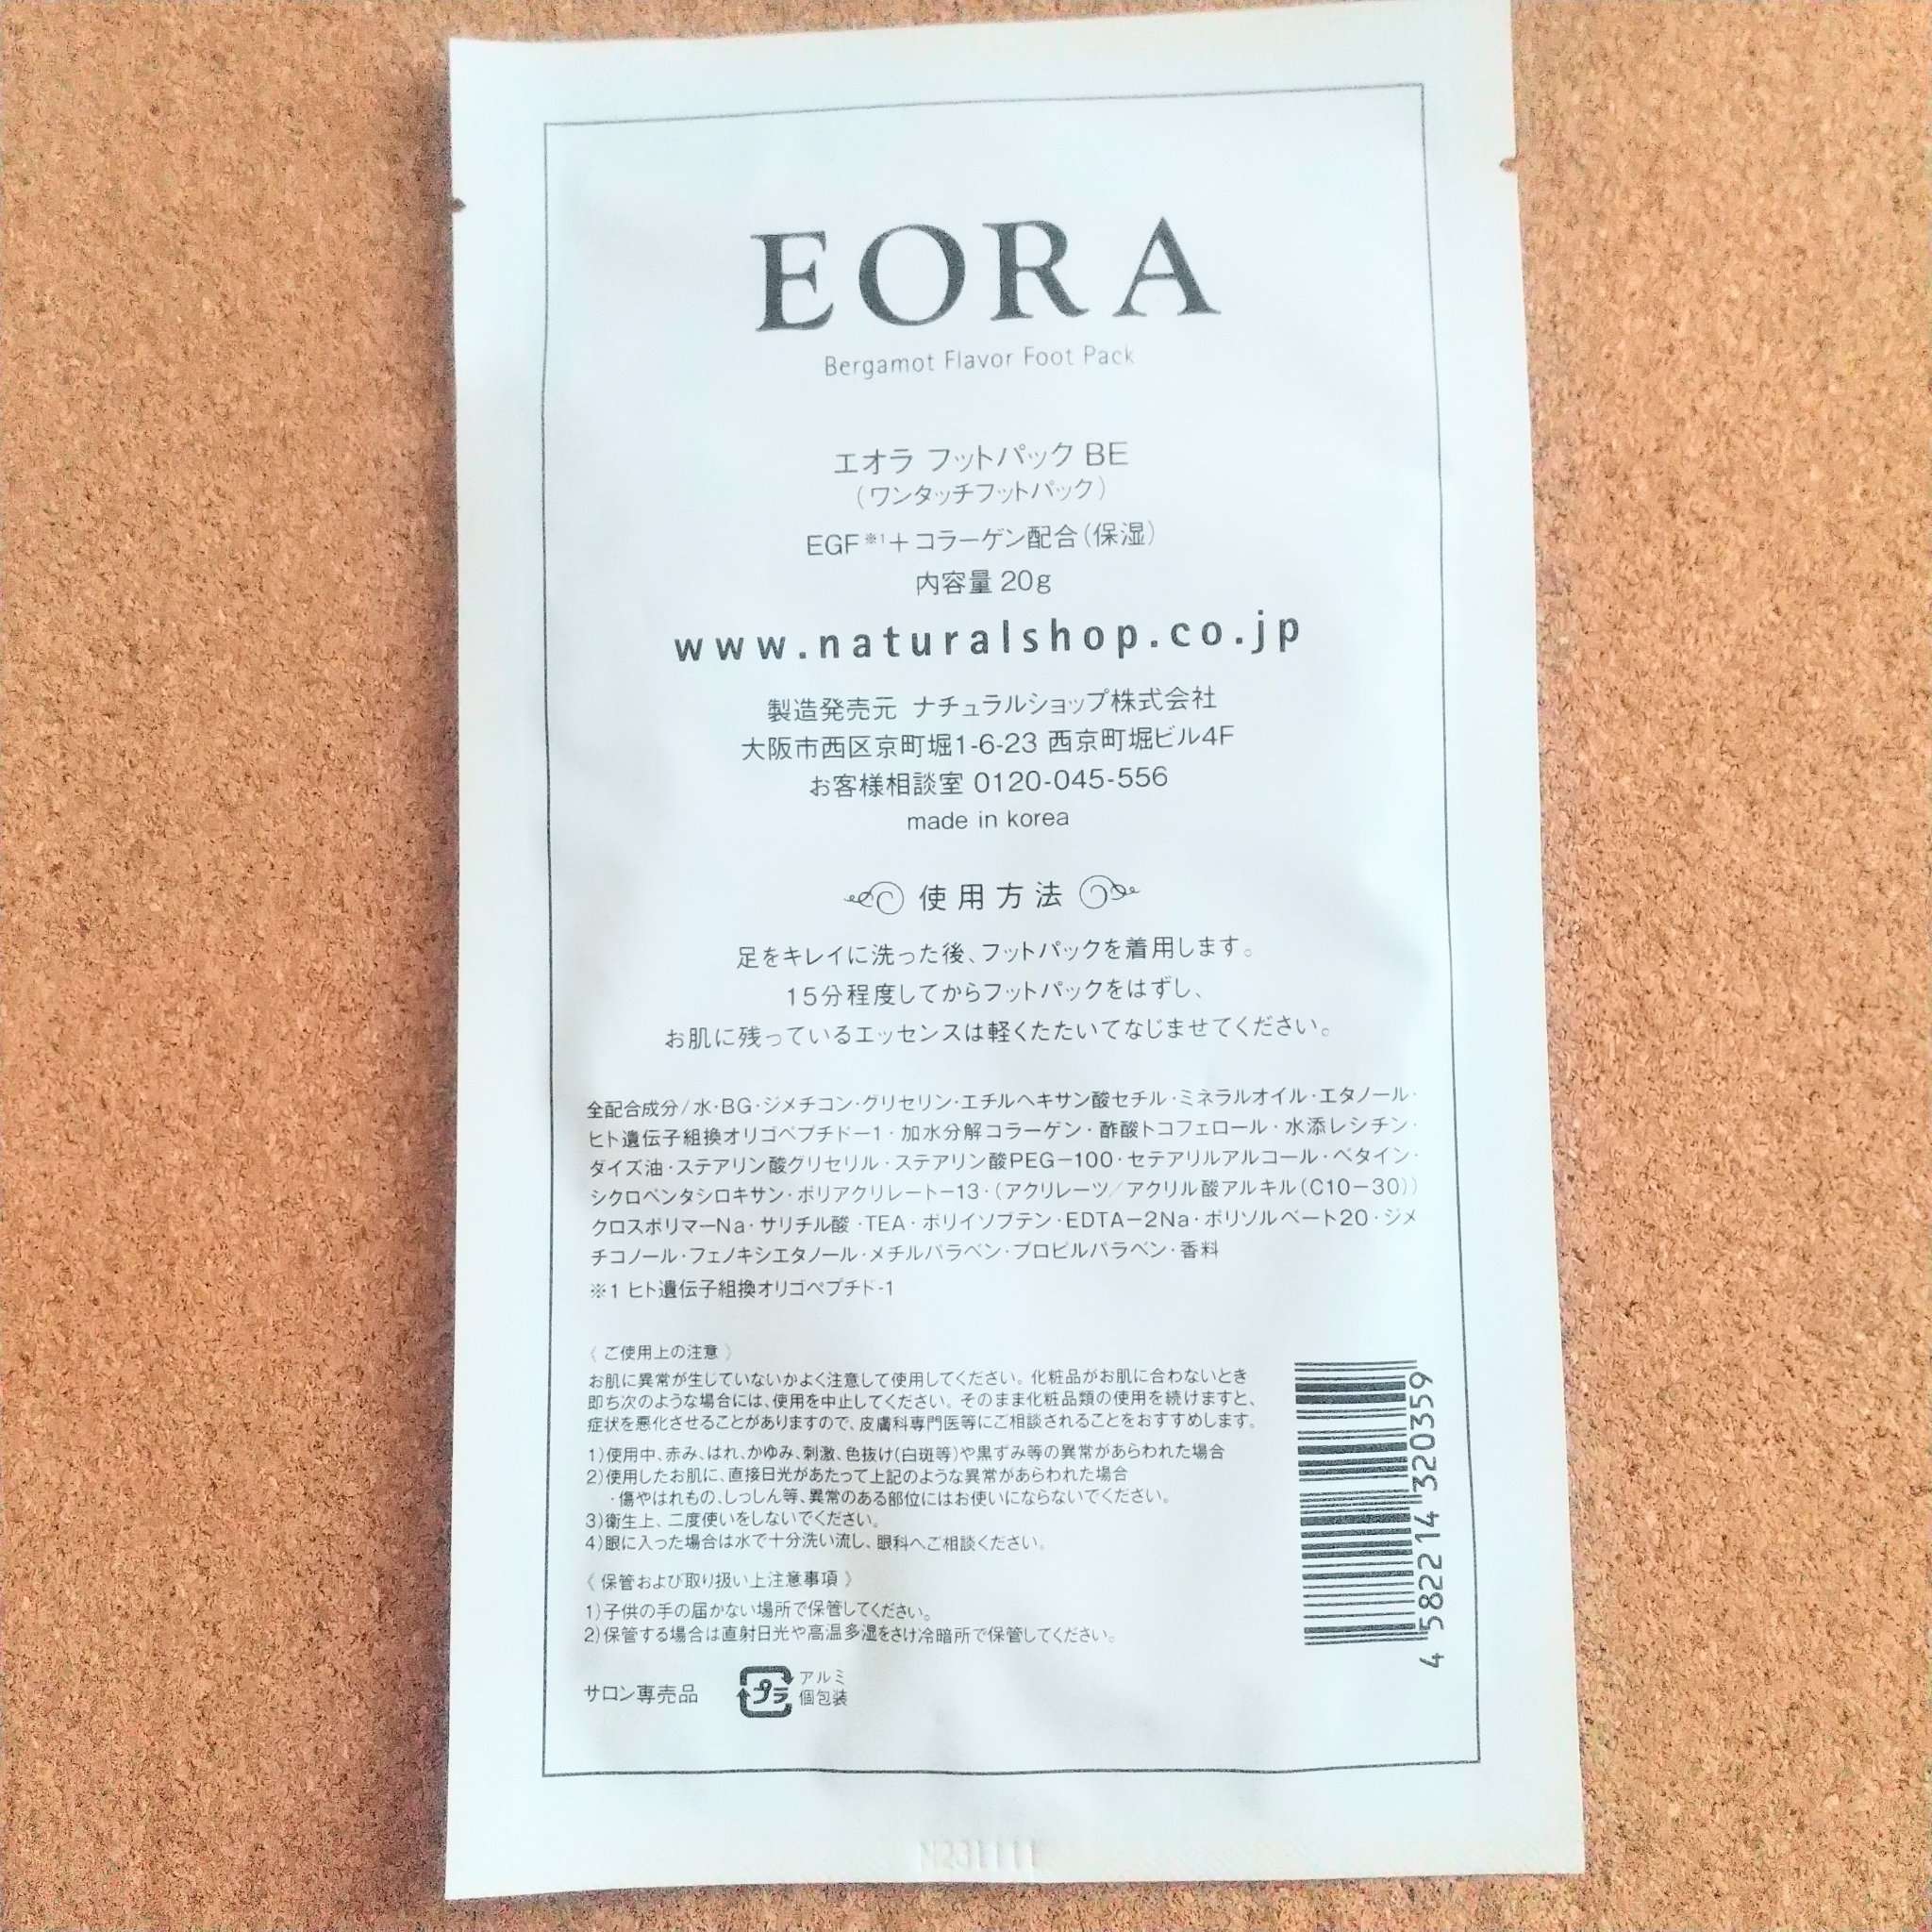 EORA
Bergamot Flavor Foot Pack
エオラ フットパック BE
(ワンタッチフットパック)
EGF※1+コラーゲン配合(保湿)
内容量 20g
www.naturalshop.co.jp
製造発売元 ナチュラルショップ株式会社
大阪市西区京町堀1-6-23 西京町堀ビル4F
お客様相談室 0120-045-556
made in korea
使用方法
足をキレイに洗った後、フットパックを着用します。
15分程度してからフットパックをはずし、
お肌に残っているエッセンスは軽くたたいてなじませてください。
全配合成分/水・BG・ジメチコン・グリセリン・エチルヘキサン酸セチル・ミネラルオイル・エタノール・
ヒト遺伝子組換オリゴペプチドー1・加水分解コラーゲン・酢酸トコフェロール・水添レシチン・
ダイズ油・ステアリン酸グリセリル・ステアリン酸PEG-100・セテアリルアルコール・ベタイン・
シクロペンタシロキサン・ポリアクリレートー13・(アクリレーツ/アクリル酸アルキル(C10-30))
クロスポリマーNa・サリチル酸・TEA・ポリイソブテン・EDTA-2Na・ポリソルベート20・ジメ
チコノール・フェノキシエタノール・メチルパラベン・プロピルパラベン・香料
※1 ヒト遺伝子組換オリゴペプチド-1
《ご使用上の注意》
お肌に異常が生じていないかよく注意して使用してください。化粧品がお肌に合わないとき
即ち次のような場合には、使用を中止してください。そのまま化粧品類の使用を続けますと、
症状を悪化させることがありますので、皮膚科専門医等にご相談されることをおすすめします。
1)使用中、赤み、はれ、かゆみ、刺激、色抜け(白斑等)や黒ずみ等の異常があらわれた場合
2)使用したお肌に、直接日光があたって上記のような異常があらわれた場合
・傷やはれもの、しっしん等、異常のある部位にはお使いにならないでください。
3)衛生上、二度使いをしないでください。
4)眼に入った場合は水で十分洗い流し、眼科へご相談ください。
《保管および取り扱い上注意事項》
1)子供の手の届かない場所で保管してください。
2)保管する場合は直射日光や高温多湿をさけ冷暗所で保管してください。
サロン専売品
プラ
アルミ
個包装
4 582214 320359